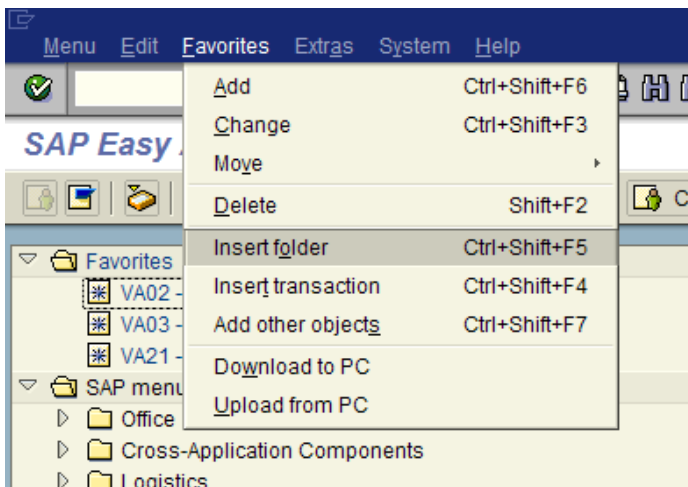 Menu Edit Favorites Extras System Help
Add Ctrl+Shift+F6
Change Ctrl+Shift+F3
SAP Easy
Move
Delete Shift+F2
C
Insert folder Ctrl+Shift+F5
Favorites
Insert transaction Ctrl+Shift+F4
VA02 -
Add other objects Ctrl+Shift+F7
VA03 -
Download to PC
VA21 -
Upload from PC
SAP menu
Office
Cross-Application Components
Logistics